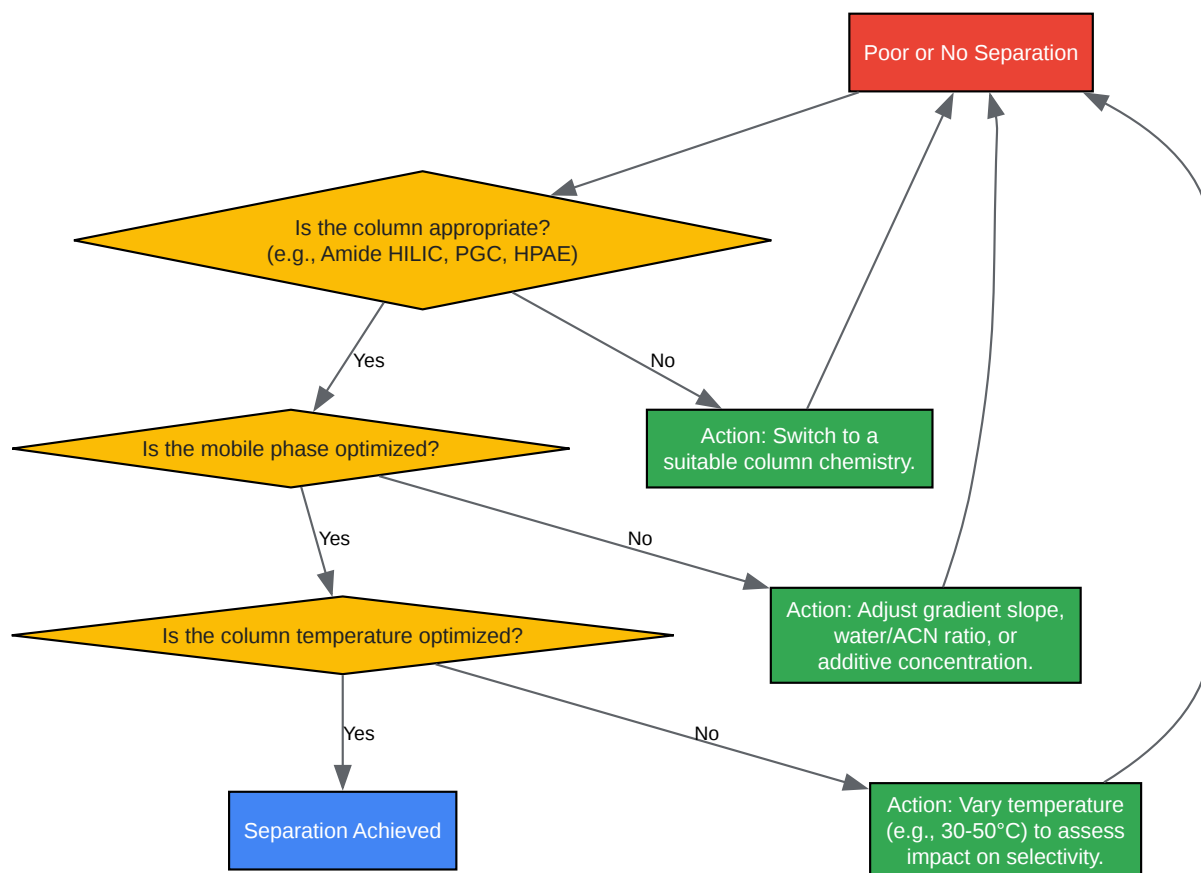 Poor or No Separation
Is the column appropriate?
(e.g., Amide HILIC, PGC, HPAE)
Yes
No
Is the mobile phase optimized?
Action: Switch to a
suitable column chemistry.
Yes
No
Action: Adjust gradient slope,
water/ACN ratio, or
additive concentration.
Is the column temperature optimized?
Yes
No
Separation Achieved
Action: Vary temperature
(e.g., 30-50°C) to assess
impact on selectivity.